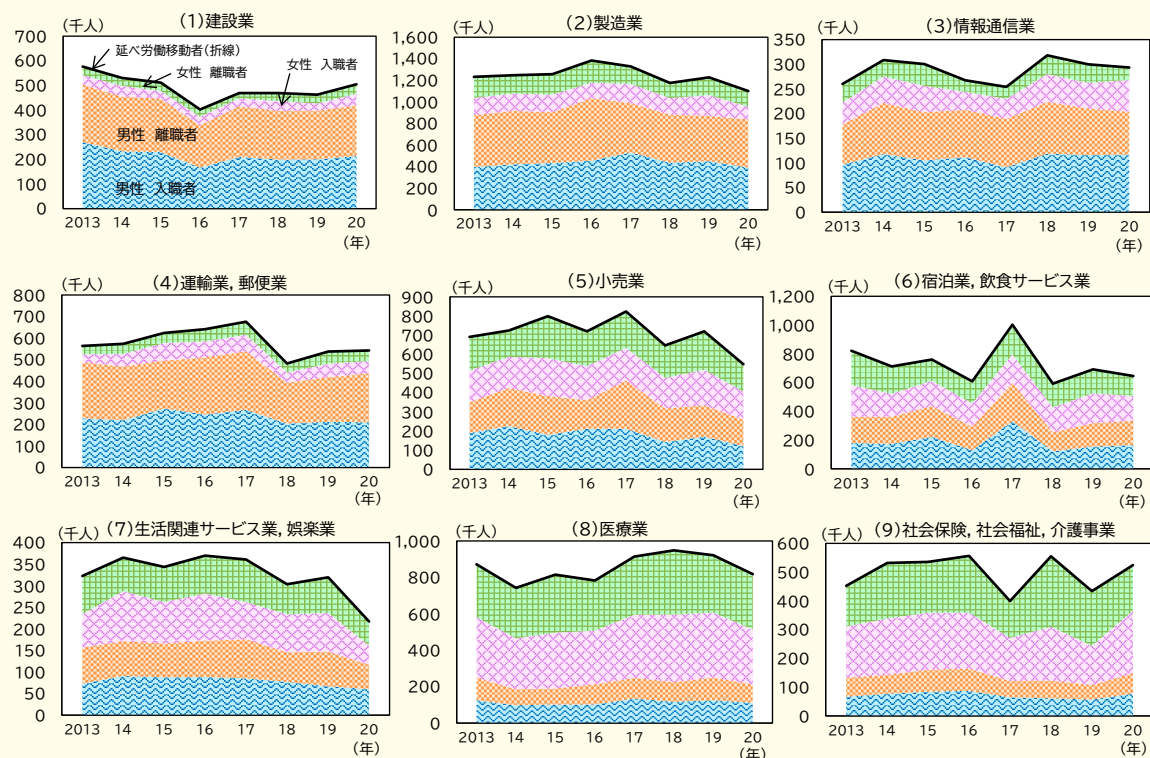 (1)建設業
(千人)
700
600
500
400
300
200
100
0
延べ労働移動者(折線)
女性 離職者
女性 入職者
男性 離職者
男性 入職者
2013 14 15 16 17 18 19 20
(年)
(2)製造業
(千人)
1,600
1,400
1,200
1,000
800
600
400
200
0
2013 14 15 16 17 18 19 20
(年)
(3)情報通信業
(千人)
350
300
250
200
150
100
50
0
2013 14 15 16 17 18 19 20
(年)
(4)運輸業，郵便業
(千人)
800
700
600
500
400
300
200
100
0
2013 14 15 16 17 18 19 20
(年)
(5)小売業
(千人)
900
800
700
600
500
400
300
200
100
0
2013 14 15 16 17 18 19 20
(年)
(6)宿泊業，飲食サービス業
(千人)
1,200
1,000
800
600
400
200
0
2013 14 15 16 17 18 19 20
(年)
(7)生活関連サービス業，娯楽業
(千人)
400
350
300
250
200
150
100
50
0
2013 14 15 16 17 18 19 20
(年)
(8)医療業
(千人)
1,000
800
600
400
200
0
2013 14 15 16 17 18 19 20
(年)
(9)社会保険，社会福祉，介護事業
(千人)
600
500
400
300
200
100
0
2013 14 15 16 17 18 19 20
(年)